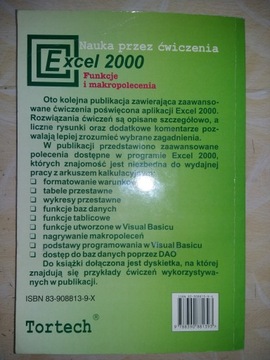 Nauka przez ćwiczenia
Excel 2000
Funkcje
i makropolecenia
Oto kolejna publikacja zawierająca zaawanso-
wane ćwiczenia poświęcona aplikacji Excel 2000.
Rozwiązania ćwiczeń są opisane szczegółowo, a
liczne rysunki oraz dodatkowe komentarze poz-
walają lepiej zrozumieć wybrane zagadnienia.
W publikacji przedstawiono zaawansowane
polecenia dostępne w programie Excel 2000,
których znajomość jest niezbędna do wydajnej
pracy z arkuszem kalkulacyjnym:
❑ formatowanie warunkowe
❑ tabele przestawne
❑ wykresy przestawne
❑ funkcje baz danych
❑ funkcje tablicowe
❑ funkcje utworzone w Visual Basicu
❑ nagrywanie makropoleceń
❑ podstawy programowania w Visual Basicu
❑ dostęp do baz danych poprzez DAO
Do książki dołączona jest dyskietka, na której
znajdują się przykłady ćwiczeń wykorzystywa-
nych w publikacji.
ISBN 83-908813-9-X
Tortech®